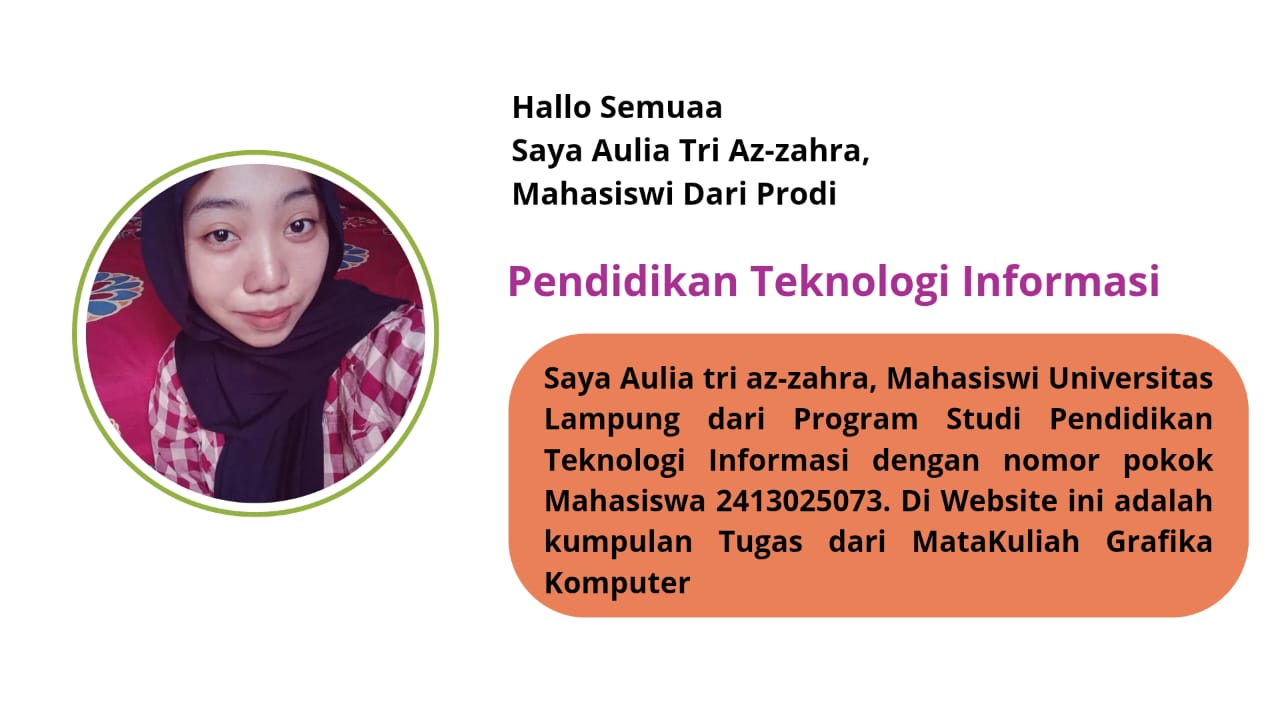 Hallo Semuaa
Saya Aulia Tri Az-zahra,
Mahasiswi Dari Prodi
Pendidikan Teknologi Informasi
Saya Aulia tri az-zahra, Mahasiswi Universitas
Lampung dari Program Studi Pendidikan
Teknologi Informasi dengan nomor pokok
Mahasiswa 2413025073. Di Website ini adalah
kumpulan Tugas dari MataKuliah Grafika
Komputer